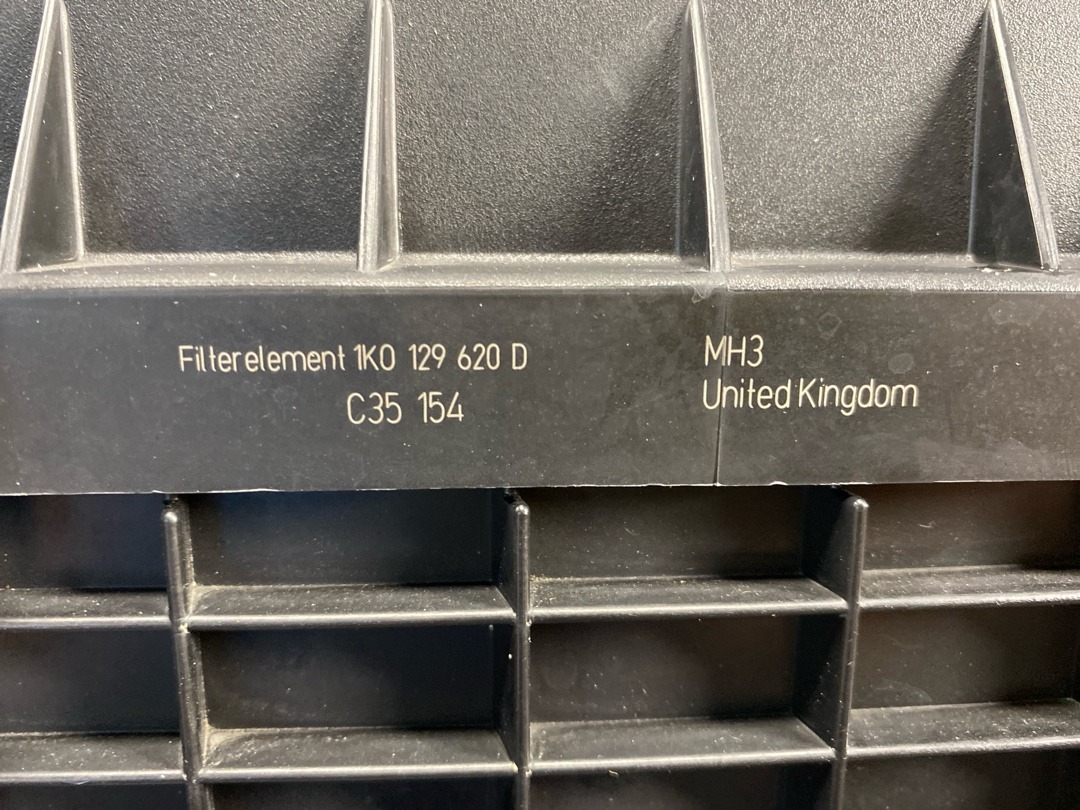 Filterelement 1K0 129 620 D
C35 154
MH3
United Kingdom